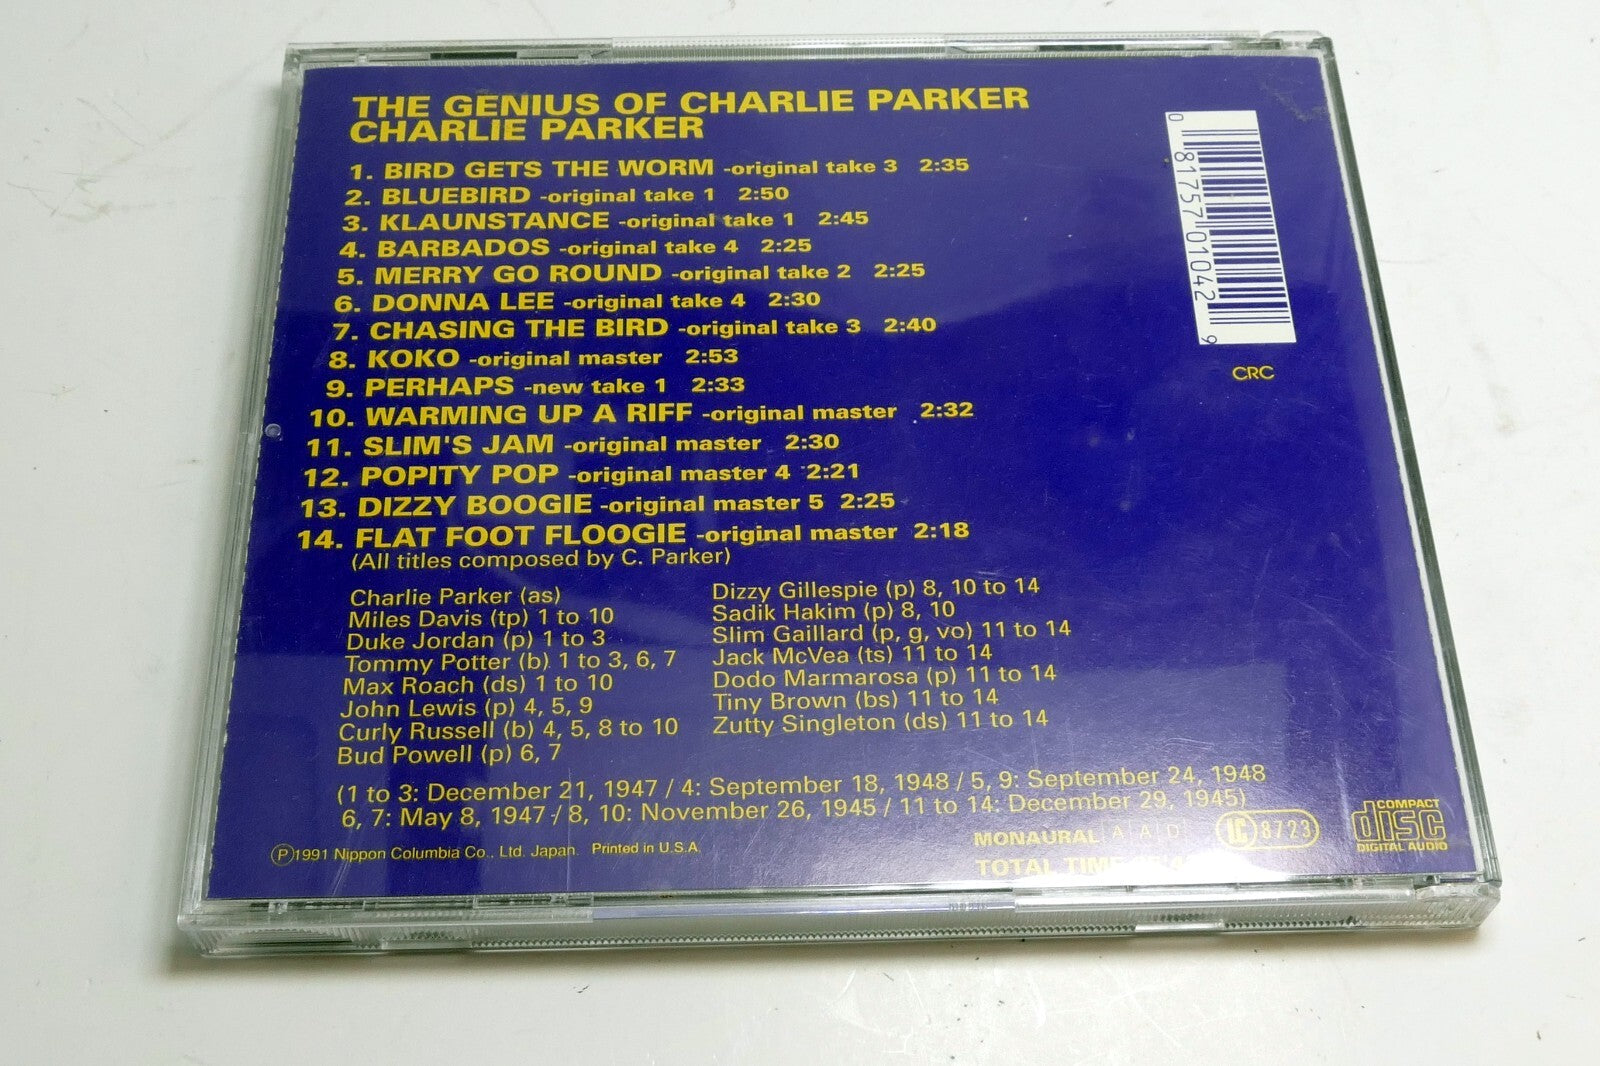 THE GENIUS OF CHARLIE PARKER
CHARLIE PARKER
1. BIRD GETS THE WORM -original take 3 2:35
2. BLUEBIRD -original take 1 2:50
3. KLAUNSTANCE -original take 1 2:45
4. BARBADOS -original take 4 2:25
5. MERRY GO ROUND -original take 2 2:25
6. DONNA LEE -original take 4 2:30
7. CHASING THE BIRD -original take 3 2:40
8. KOKO -original master 2:53
9. PERHAPS -new take 1 2:33
10. WARMING UP A RIFF -original master 2:32
11. SLIM'S JAM -original master 2:30
12. POPITY POP -original master 4 2:21
13. DIZZY BOOGIE -original master 5 2:25
14. FLAT FOOT FLOOGIE -original master 2:18
(All titles composed by C. Parker)
Charlie Parker (as)
Miles Davis (tp) 1 to 10
Duke Jordan (p) 1 to 3
Tommy Potter (b) 1 to 3, 6, 7
Max Roach (ds) 1 to 10
John Lewis (p) 4, 5, 9
Curly Russell (b) 4, 5, 8 to 10
Bud Powell (p) 6, 7
Dizzy Gillespie (p) 8, 10 to 14
Sadik Hakim (p) 8, 10
Slim Gaillard (p, g, vo) 11 to 14
Jack McVea (ts) 11 to 14
Dodo Marmarosa (p) 11 to 14
Tiny Brown (bs) 11 to 14
Zutty Singleton (ds) 11 to 14
(1 to 3: December 21, 1947 / 4: September 18, 1948 / 5, 9: September 24, 1948
6, 7: May 8, 1947 / 8, 10: November 26, 1945 / 11 to 14: December 29, 1945)
Ⓟ1991 Nippon Columbia Co., Ltd. Japan. Printed in U.S.A.
MONAURAL A A D
TOTAL TIME
IC 8723
COMPACT
disc
DIGITAL AUDIO
0 81757 01042 9
CRC